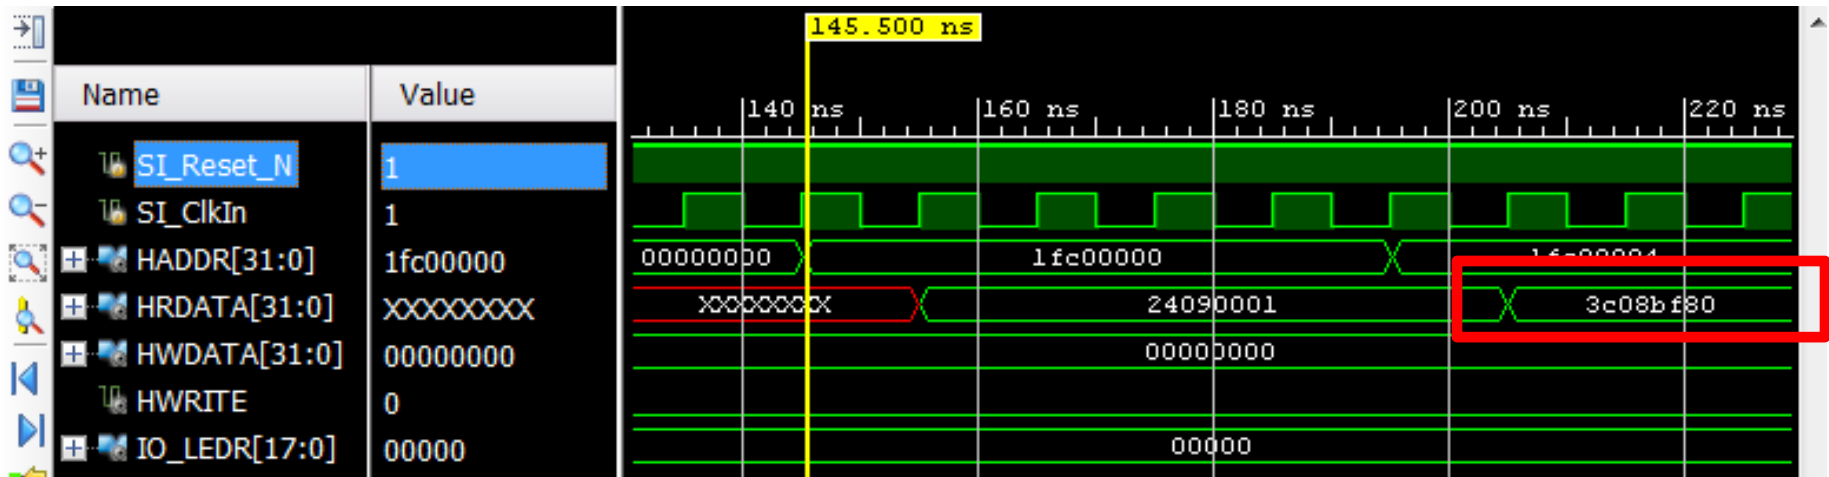 145.500 ns
Name Value
140 ns 160 ns 180 ns 200 ns 220 ns
SI_Reset_N 1
SI_ClkIn 1
HADDR[31:0] 1fc00000 00000000 1fc00000 1fc00004
HRDATA[31:0] XXXXXXXX XXXXXXXX 24090001 3c08bf80
HWDATA[31:0] 00000000 00000000
HWRITE 0
IO_LEDR[17:0] 00000 00000